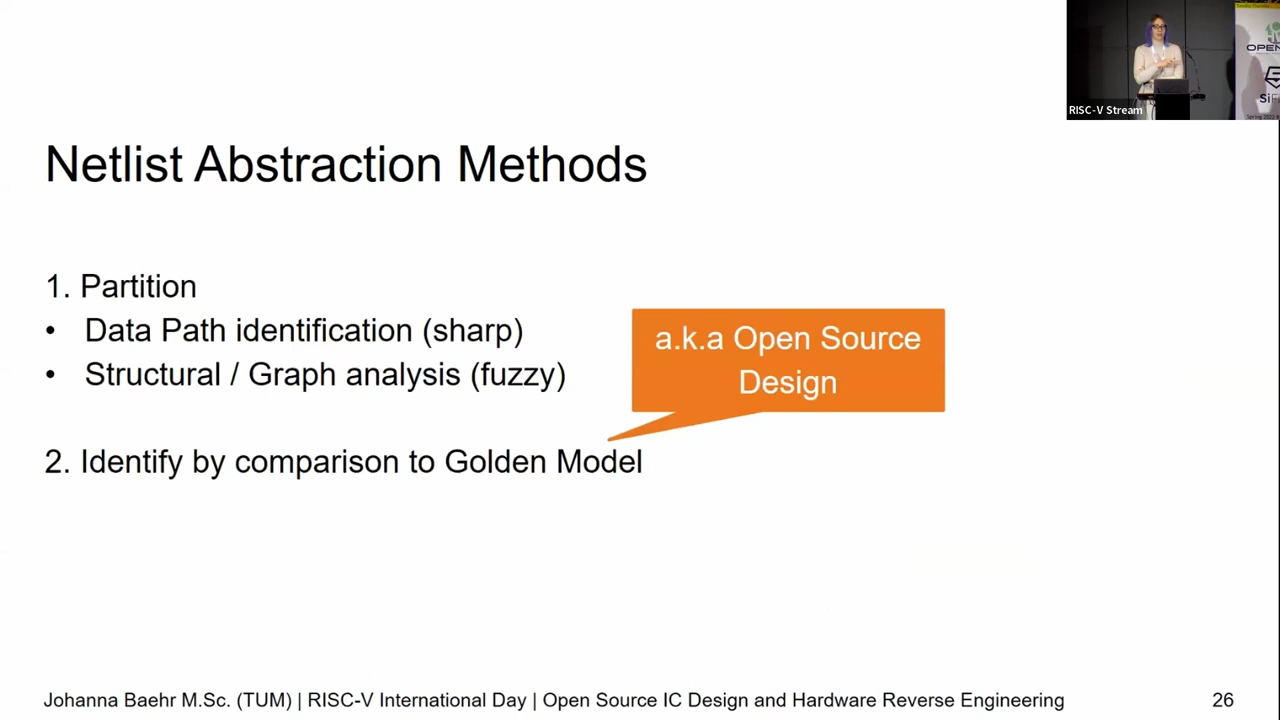 RISC-V Stream
Netlist Abstraction Methods
1. Partition
• Data Path identification (sharp)
• Structural / Graph analysis (fuzzy)
a.k.a Open Source
Design
2. Identify by comparison to Golden Model
Johanna Baehr M.Sc. (TUM) | RISC-V International Day | Open Source IC Design and Hardware Reverse Engineering
26